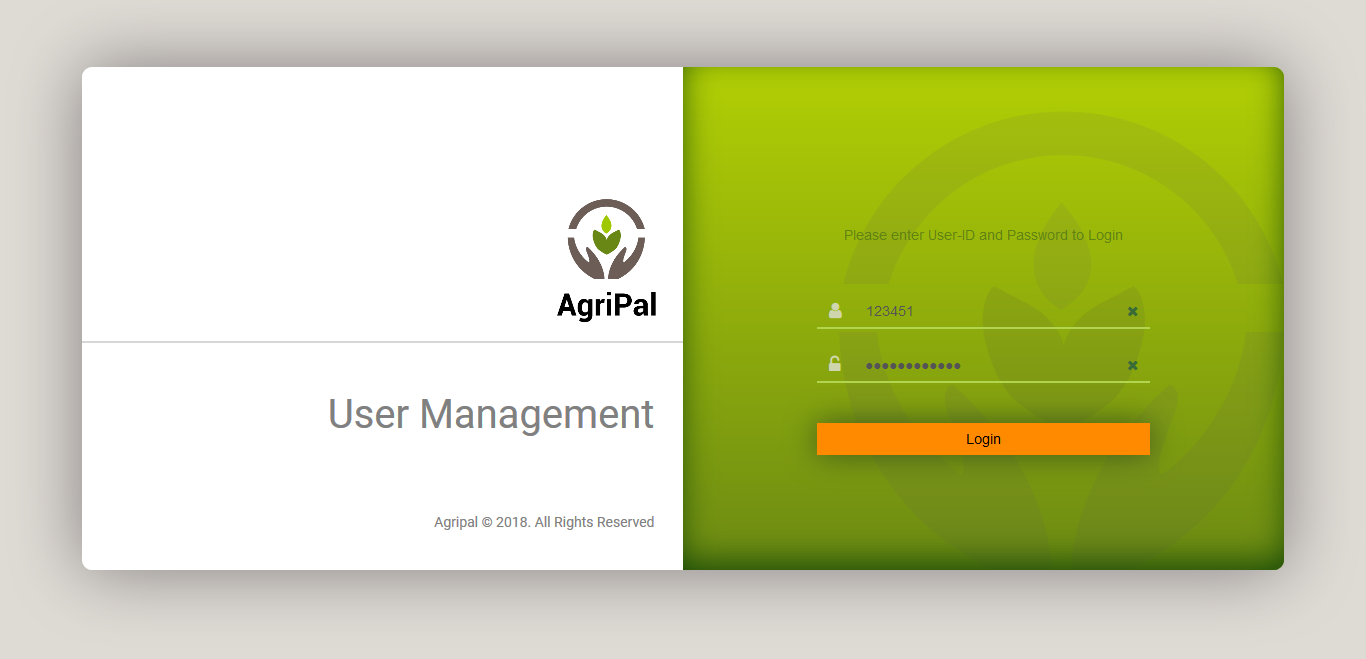 AgriPal
User Management
Agripal © 2018. All Rights Reserved
Please enter User-ID and Password to Login
123451
••••••••••••
Login